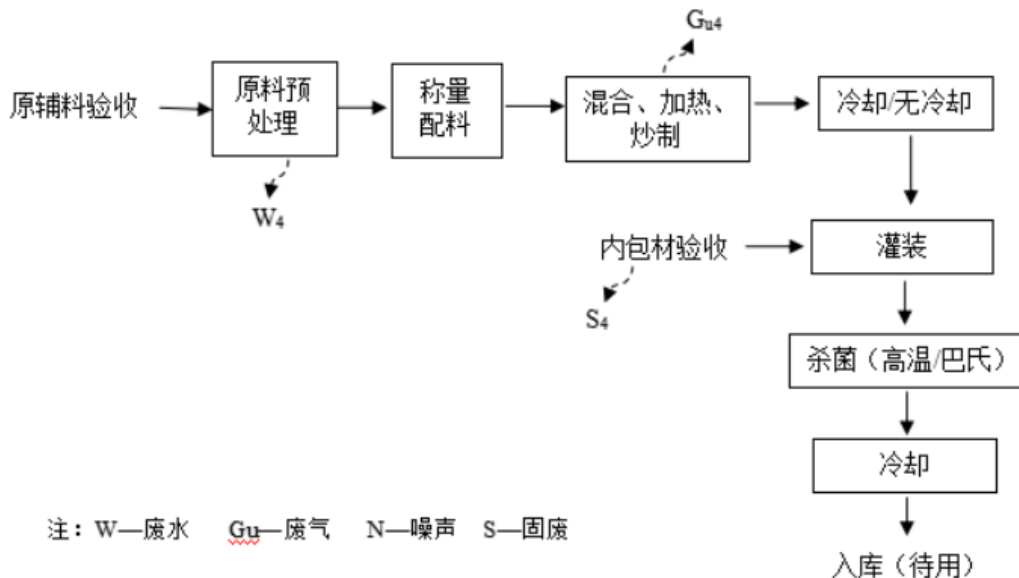 Gu4
原辅料验收
原料预
处理
称量
配料
混合、加热、
炒制
冷却/无冷却
W4
内包材验收
灌装
S4
杀菌（高温/巴氏）
冷却
注：W—废水 Gu—废气 N—噪声 S—固废
入库（待用）